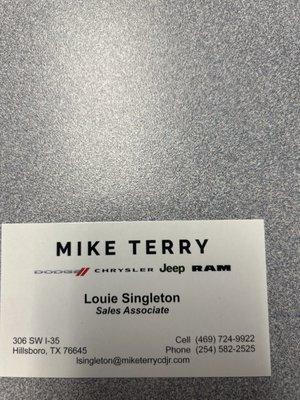 MIKE TERRY
DODGE CHRYSLER Jeep RAM
Louie Singleton
Sales Associate
306 SW I-35 Cell (469) 724-9922
Hillsboro, TX 76645 Phone (254) 582-2525
lsingleton@miketerrycdjr.com